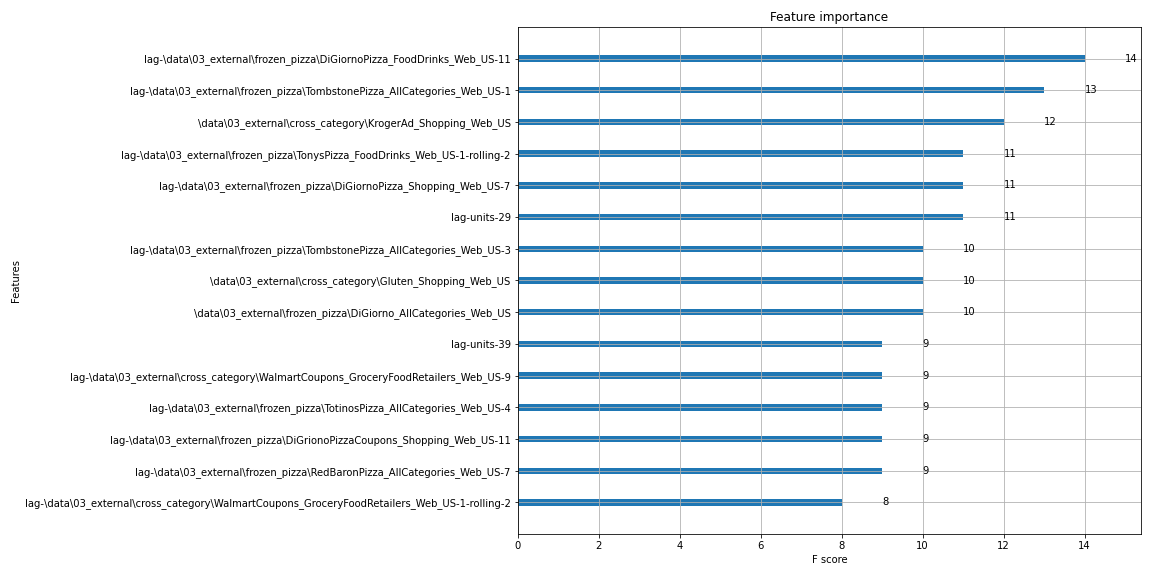 Feature importance
Features
lag-\data\03_external\frozen_pizza\DiGiornoPizza_FoodDrinks_Web_US-11 14
lag-\data\03_external\frozen_pizza\TombstonePizza_AllCategories_Web_US-1 13
\data\03_external\cross_category\KrogerAd_Shopping_Web_US 12
lag-\data\03_external\frozen_pizza\TonysPizza_FoodDrinks_Web_US-1-rolling-2 11
lag-\data\03_external\frozen_pizza\DiGiornoPizza_Shopping_Web_US-7 11
lag-units-29 11
lag-\data\03_external\frozen_pizza\TombstonePizza_AllCategories_Web_US-3 10
\data\03_external\cross_category\Gluten_Shopping_Web_US 10
\data\03_external\frozen_pizza\DiGiorno_AllCategories_Web_US 10
lag-units-39 9
lag-\data\03_external\cross_category\WalmartCoupons_GroceryFoodRetailers_Web_US-9 9
lag-\data\03_external\frozen_pizza\TotinosPizza_AllCategories_Web_US-4 9
lag-\data\03_external\frozen_pizza\DiGrionoPizzaCoupons_Shopping_Web_US-11 9
lag-\data\03_external\frozen_pizza\RedBaronPizza_AllCategories_Web_US-7 9
lag-\data\03_external\cross_category\WalmartCoupons_GroceryFoodRetailers_Web_US-1-rolling-2 8
0 2 4 6 8 10 12 14
F score